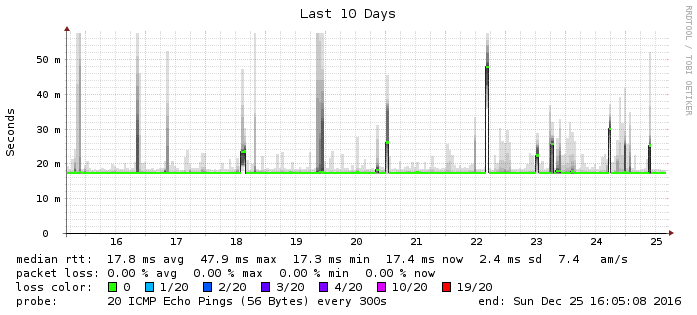 Last 10 Days
RRDTOOL / TOBI OETIKER
Seconds
50 m
40 m
30 m
20 m
10 m
0
16 17 18 19 20 21 22 23 24 25
median rtt: 17.8 ms avg 47.9 ms max 17.3 ms min 17.4 ms now 2.4 ms sd 7.4 am/s
packet loss: 0.00 % avg 0.00 % max 0.00 % min 0.00 % now
loss color: 0 1/20 2/20 3/20 4/20 10/20 19/20
probe: 20 ICMP Echo Pings (56 Bytes) every 300s end: Sun Dec 25 16:05:08 2016